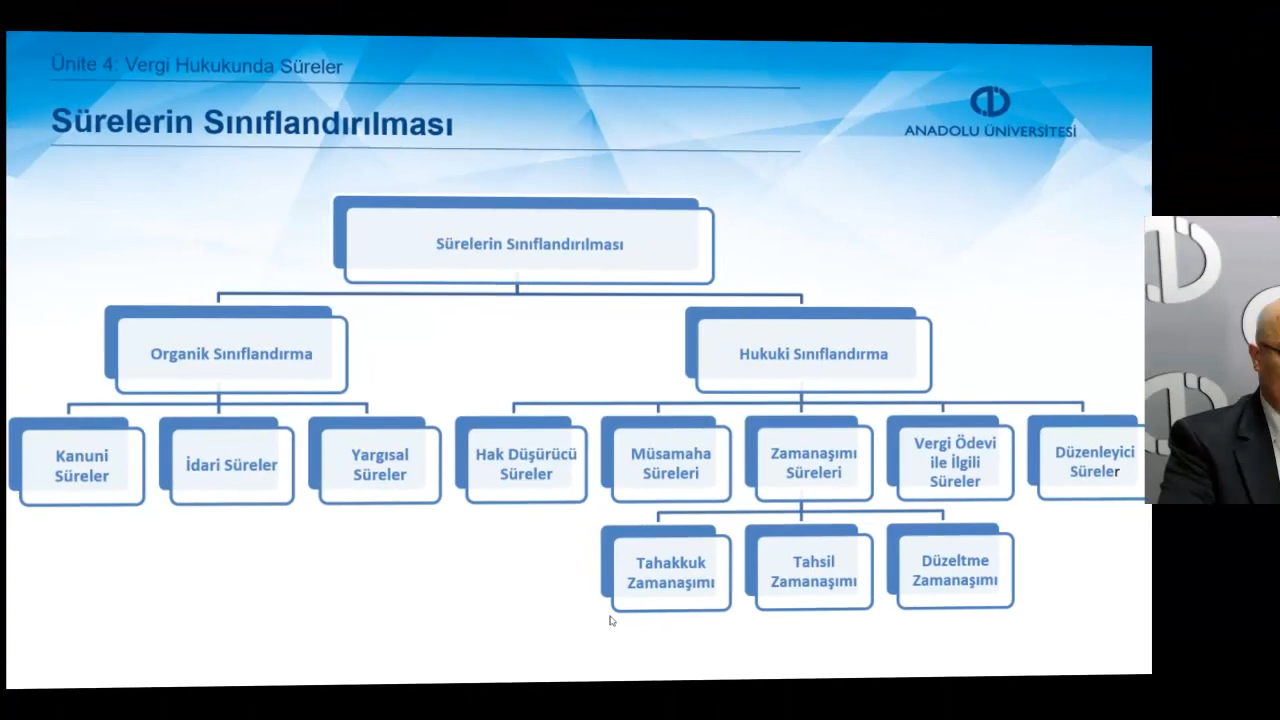 Ünite 4: Vergi Hukukunda Süreler
Sürelerin Sınıflandırılması
ANADOLU ÜNİVERSİTESİ
Sürelerin Sınıflandırılması
Organik Sınıflandırma
Hukuki Sınıflandırma
Kanuni
Süreler
İdari Süreler
Yargısal
Süreler
Hak Düşürücü
Süreler
Müsamaha
Süreleri
Zamanaşımı
Süreleri
Vergi Ödevi
ile İlgili
Süreler
Düzenleyici
Süreler
Tahakkuk
Zamanaşımı
Tahsil
Zamanaşımı
Düzeltme
Zamanaşımı